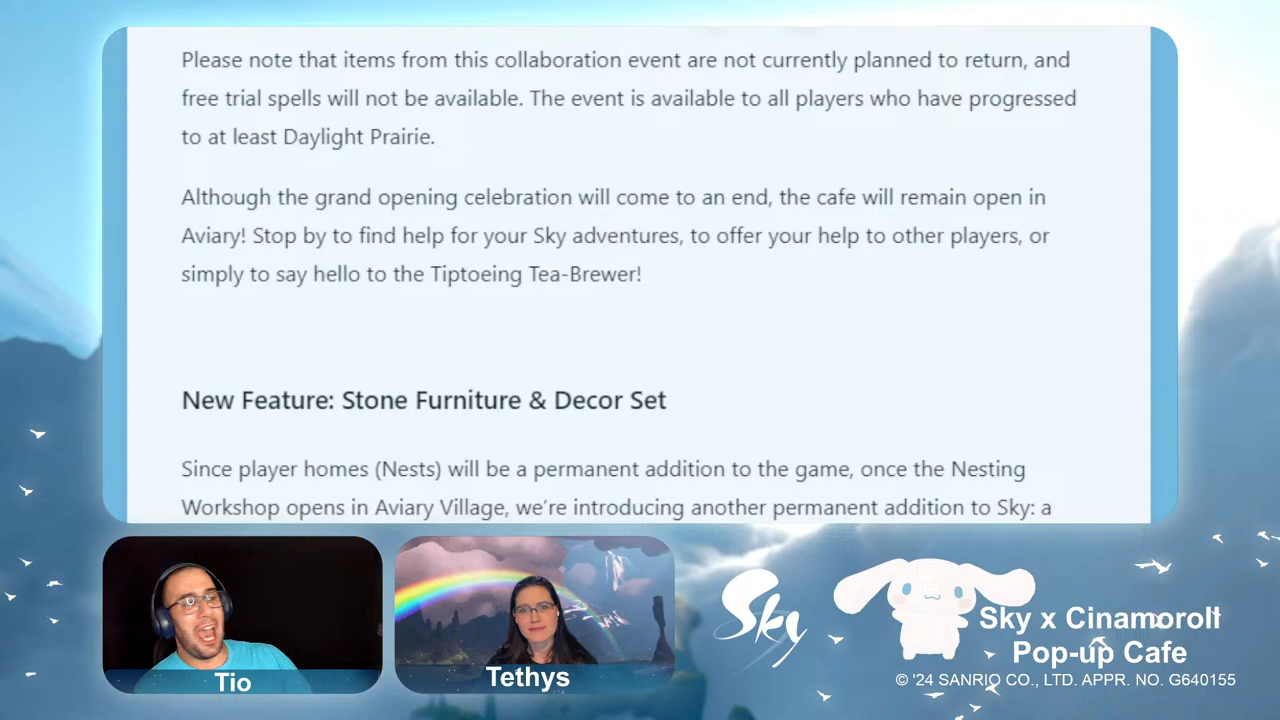 Please note that items from this collaboration event are not currently planned to return, and
free trial spells will not be available. The event is available to all players who have progressed
to at least Daylight Prairie.
Although the grand opening celebration will come to an end, the cafe will remain open in
Aviary! Stop by to find help for your Sky adventures, to offer your help to other players, or
simply to say hello to the Tiptoeing Tea-Brewer!
New Feature: Stone Furniture & Decor Set
Since player homes (Nests) will be a permanent addition to the game, once the Nesting
Workshop opens in Aviary Village, we’re introducing another permanent addition to Sky: a
Tio
Tethys
Sky
Sky x Cinamoroll
Pop-up Cafe
© '24 SANRIO CO., LTD. APPR. NO. G640155